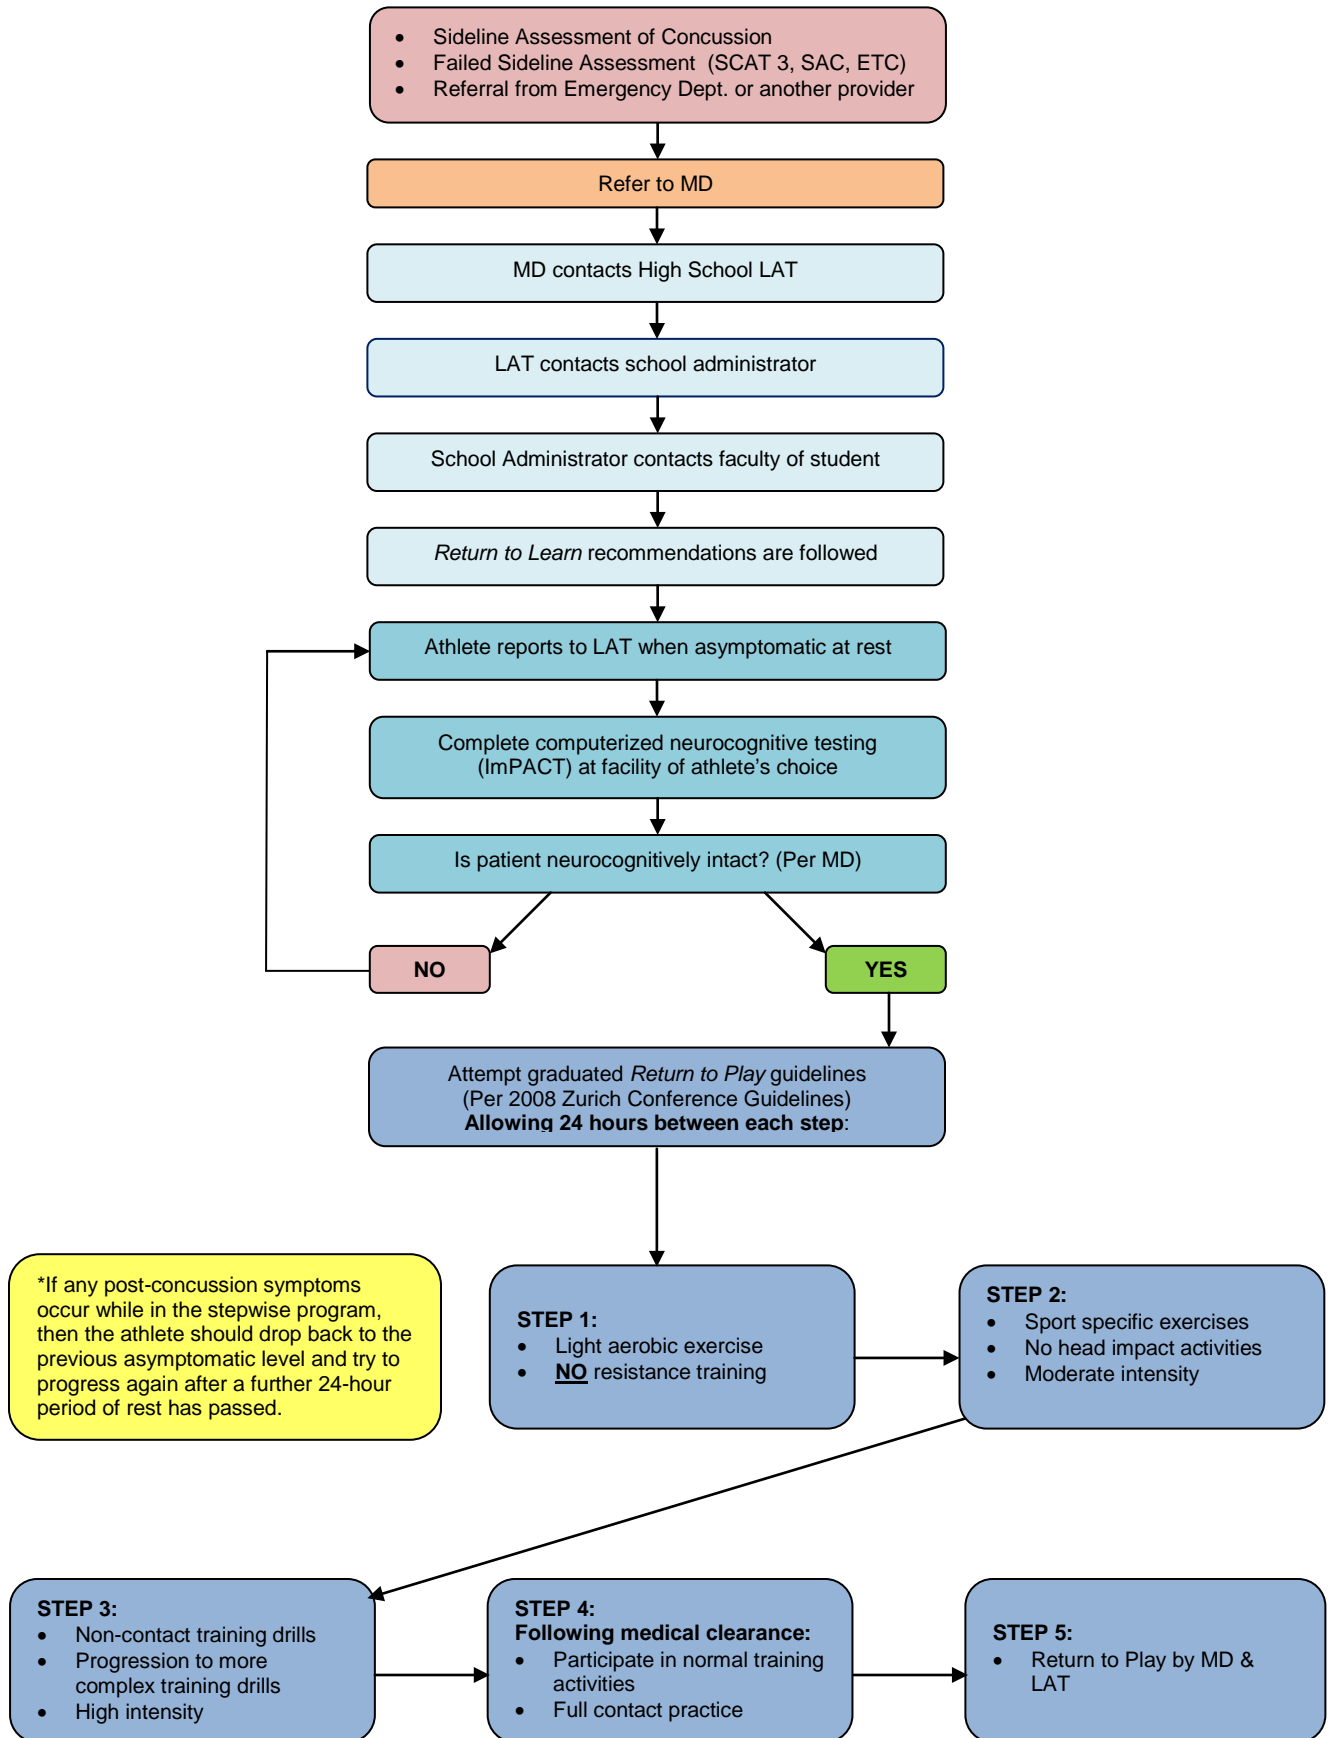 • Sideline Assessment of Concussion
• Failed Sideline Assessment (SCAT 3, SAC, ETC)
• Referral from Emergency Dept. or another provider
Refer to MD
MD contacts High School LAT
LAT contacts school administrator
School Administrator contacts faculty of student
Return to Learn recommendations are followed
Athlete reports to LAT when asymptomatic at rest
Complete computerized neurocognitive testing
(ImPACT) at facility of athlete's choice
Is patient neurocognitively intact? (Per MD)
NO
YES
Attempt graduated Return to Play guidelines
(Per 2008 Zurich Conference Guidelines)
Allowing 24 hours between each step:
*If any post-concussion symptoms
occur while in the stepwise program,
then the athlete should drop back to the
previous asymptomatic level and try to
progress again after a further 24-hour
period of rest has passed.
STEP 1:
• Light aerobic exercise
• NO resistance training
STEP 2:
• Sport specific exercises
• No head impact activities
• Moderate intensity
STEP 3:
• Non-contact training drills
• Progression to more
complex training drills
• High intensity
STEP 4:
Following medical clearance:
• Participate in normal training
activities
• Full contact practice
STEP 5:
• Return to Play by MD &
LAT